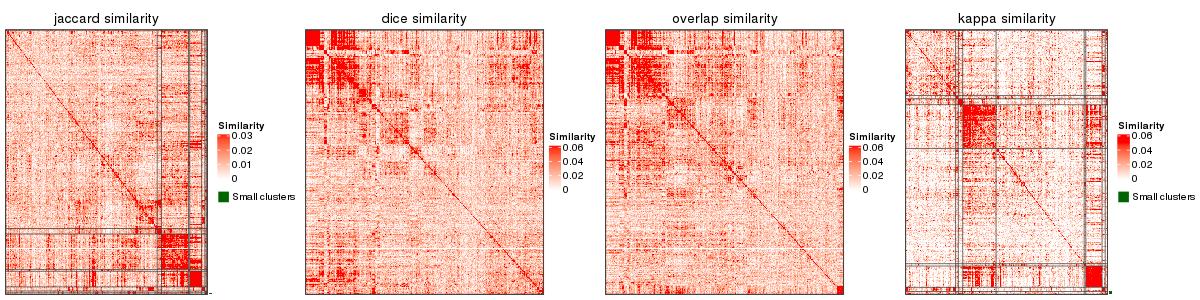 jaccard similarity
Similarity
0.03
0.02
0.01
0
Small clusters
dice similarity
Similarity
0.06
0.04
0.02
0
overlap similarity
Similarity
0.06
0.04
0.02
0
kappa similarity
Similarity
0.06
0.04
0.02
0
Small clusters